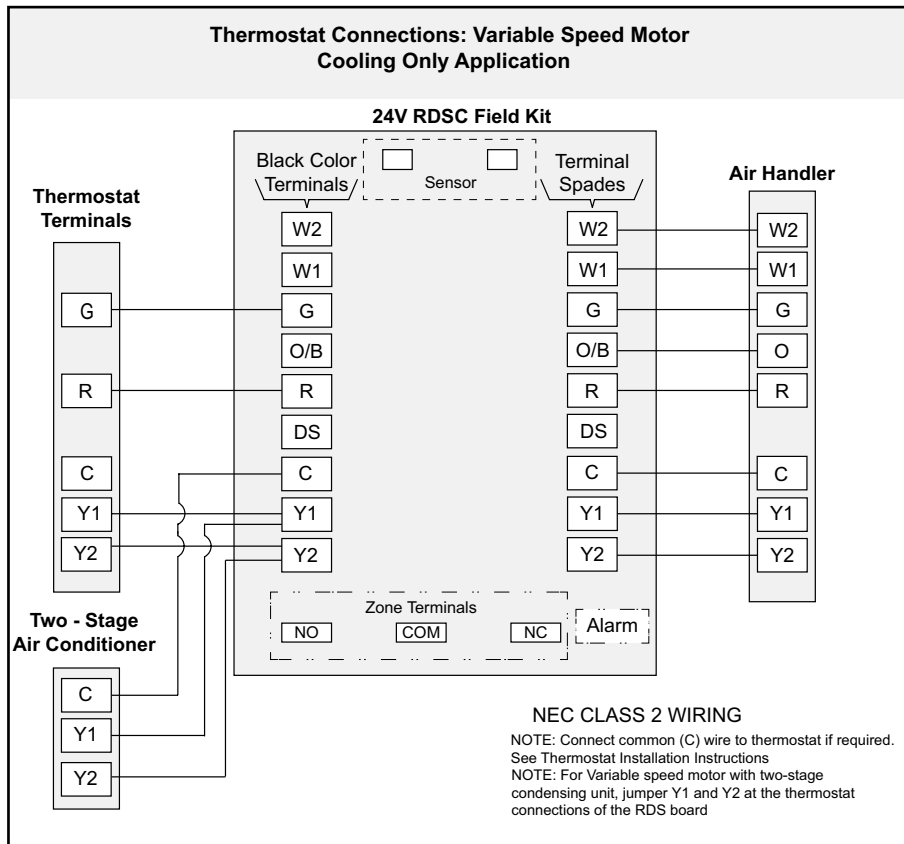 Thermostat Connections: Variable Speed Motor
Cooling Only Application
24V RDSC Field Kit
Black Color
Terminals
Sensor
Terminal
Spades
Air Handler
Thermostat
Terminals
W2
W2
W2
W1
W1
W1
G
G
G
G
O/B
O/B
O
R
R
R
R
DS
DS
C
C
C
C
Y1
Y1
Y1
Y1
Y2
Y2
Y2
Y2
Zone Terminals
NO
COM
NC
Alarm
Two - Stage
Air Conditioner
C
Y1
Y2
NEC CLASS 2 WIRING
NOTE: Connect common (C) wire to thermostat if required.
See Thermostat Installation Instructions
NOTE: For Variable speed motor with two-stage
condensing unit, jumper Y1 and Y2 at the thermostat
connections of the RDS board